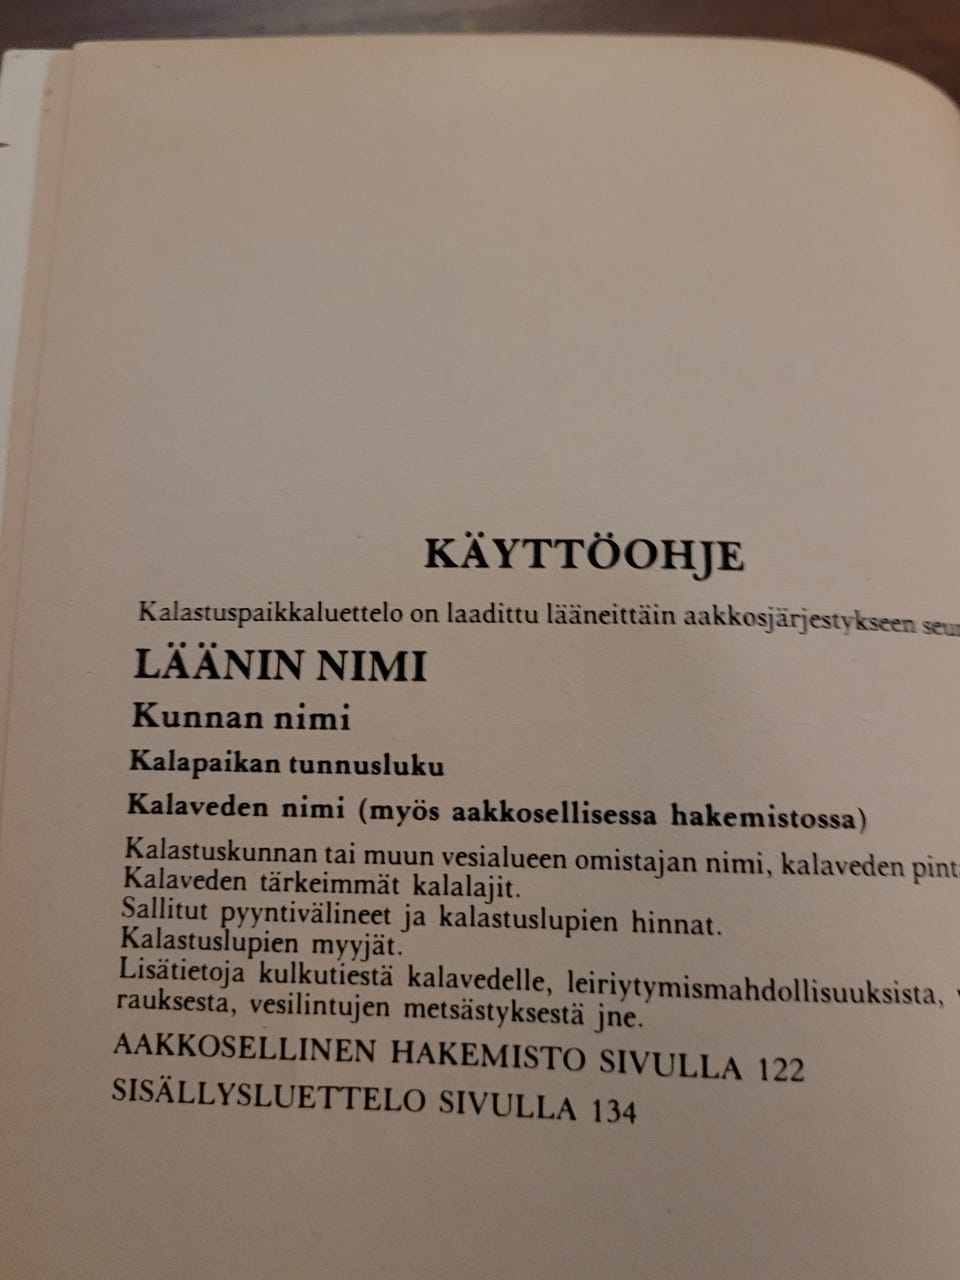 KÄYTTÖOHJE
Kalastuspaikkaluettelo on laadittu lääneittäin aakkosjärjestykseen
LÄÄNIN NIMI
Kunnan nimi
Kalapaikan tunnusluku
Kalaveden nimi (myös aakkosellisessa hakemistossa)
Kalastuskunnan tai muun vesialueen omistajan nimi, kalaveden
Kalaveden tärkeimmät kalalajit.
Sallitut pyyntivälineet ja kalastuslupien hinnat.
Kalastuslupien myyjät.
Lisätietoja kulkutiestä kalavedelle, leiriytymismahdollisuuksista,
rauksesta, vesilintujen metsästyksestä jne.
AAKKOSELLINEN HAKEMISTO SIVULLA 122
SISÄLLYSLUETTELO SIVULLA 134